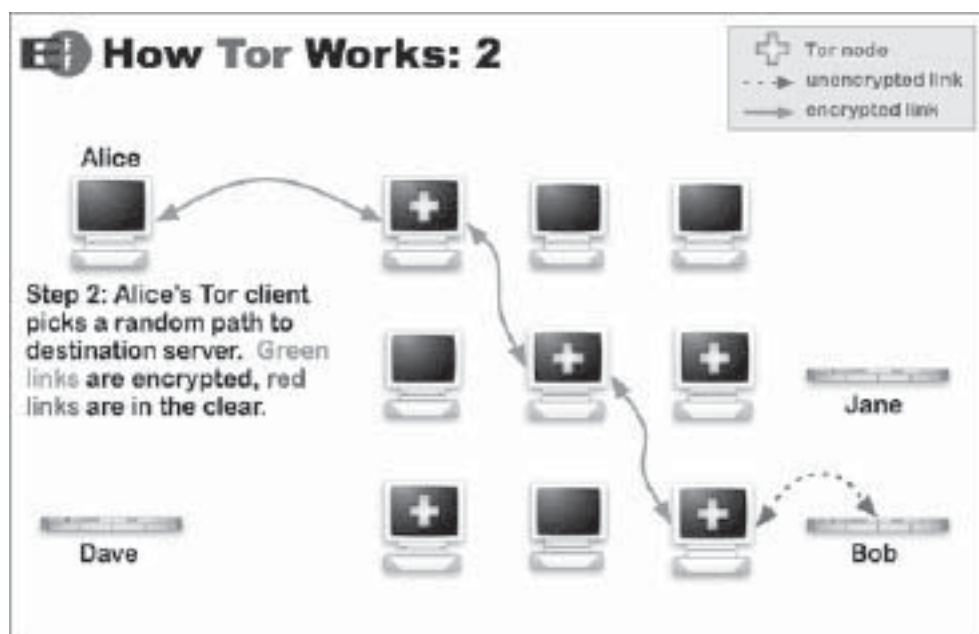 EFF How Tor Works: 2
Tor node
unencrypted link
encrypted link
Alice
Step 2: Alice's Tor client
picks a random path to
destination server. Green
links are encrypted, red
links are in the clear.
Jane
Dave
Bob